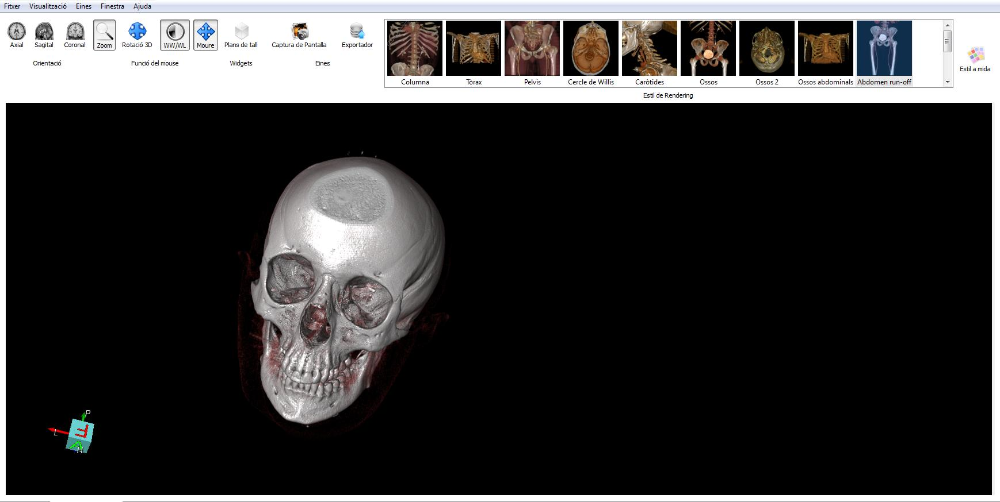 Fitxer Visualització Eines Finestra Ajuda
Axial Sagital Coronal Zoom Rotació 3D WW/WL Moure Plans de tall Captura de Pantalla Exportador
Orientació Funció del mouse Widgets Eines
Columna Tòrax Pelvis Cercle de Willis Caròtides Ossos Ossos 2 Ossos abdominals Abdomen run-off
Estil de Rendering
Estil a mida
P
L
F
A
H